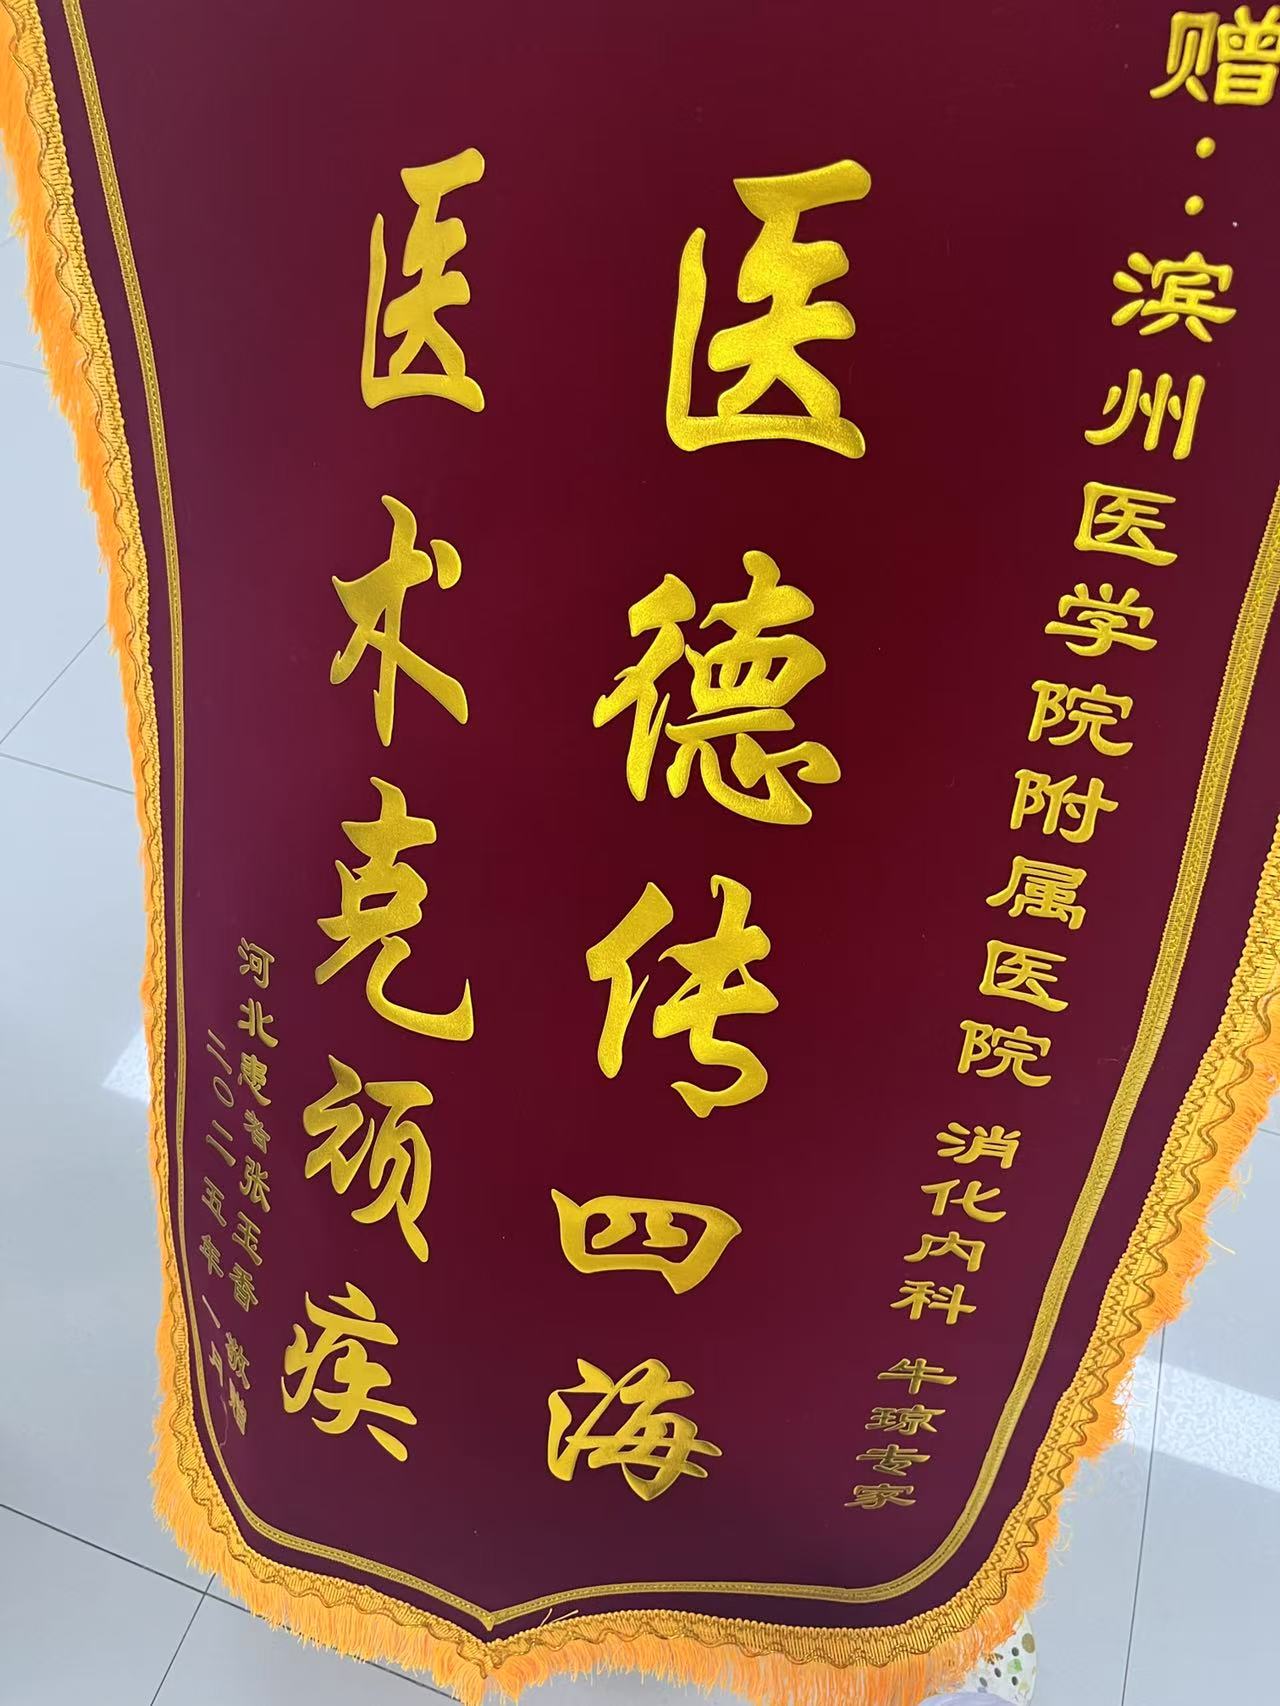 赠：滨州医学院附属医院 消化内科 牛琼专家
医德传四海
医术克顽疾
河北患者张玉香 敬赠
二〇二五年一月